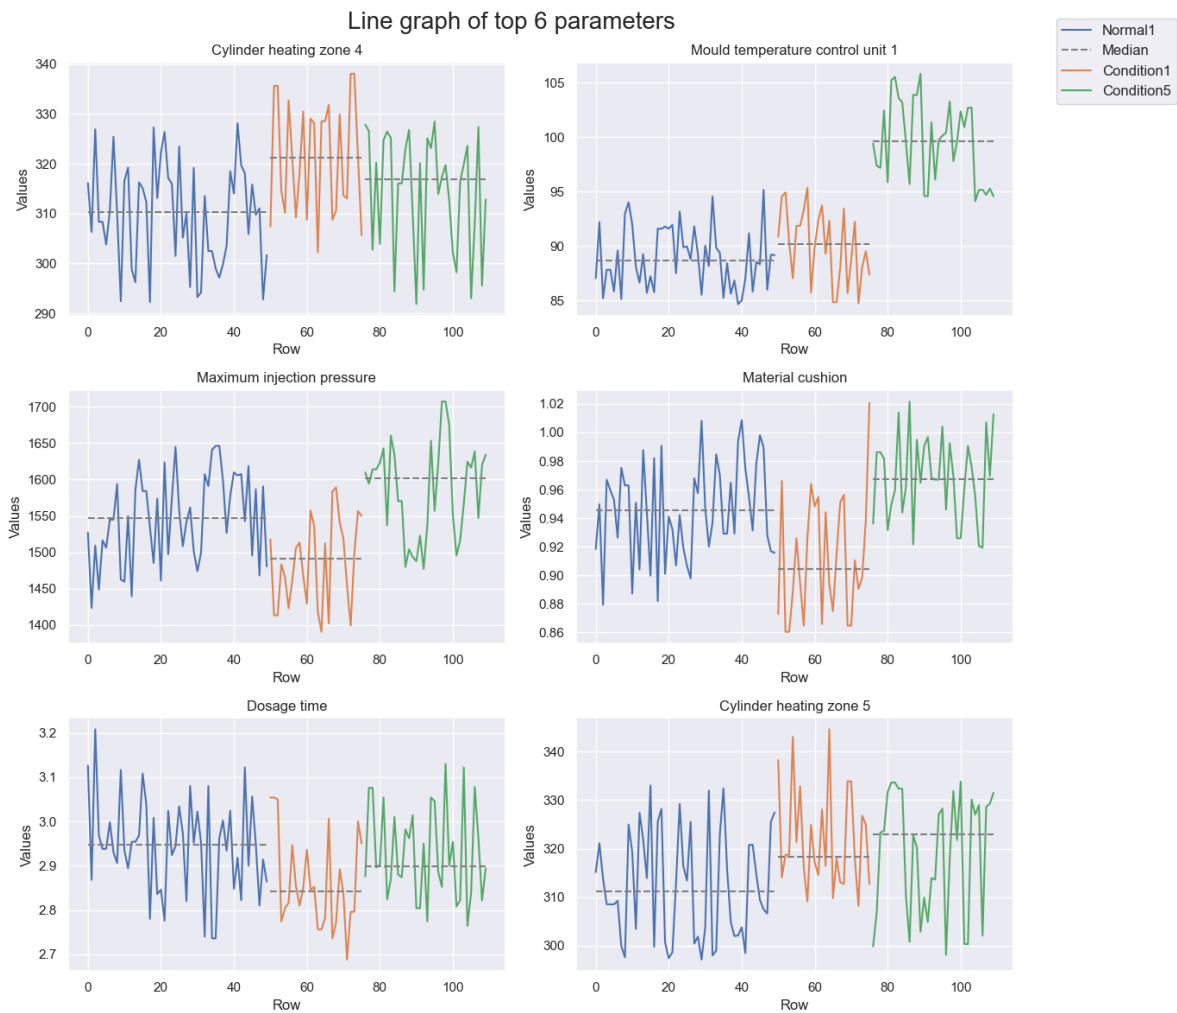 Line graph of top 6 parameters
Normal1
Median
Condition1
Condition5
Cylinder heating zone 4
Values
340
330
320
310
300
290
0 20 40 60 80 100
Row
Mould temperature control unit 1
Values
105
100
95
90
85
0 20 40 60 80 100
Row
Maximum injection pressure
Values
1700
1650
1600
1550
1500
1450
1400
0 20 40 60 80 100
Row
Material cushion
Values
1.02
1.00
0.98
0.96
0.94
0.92
0.90
0.88
0.86
0 20 40 60 80 100
Row
Dosage time
Values
3.2
3.1
3.0
2.9
2.8
2.7
0 20 40 60 80 100
Row
Cylinder heating zone 5
Values
340
330
320
310
300
0 20 40 60 80 100
Row